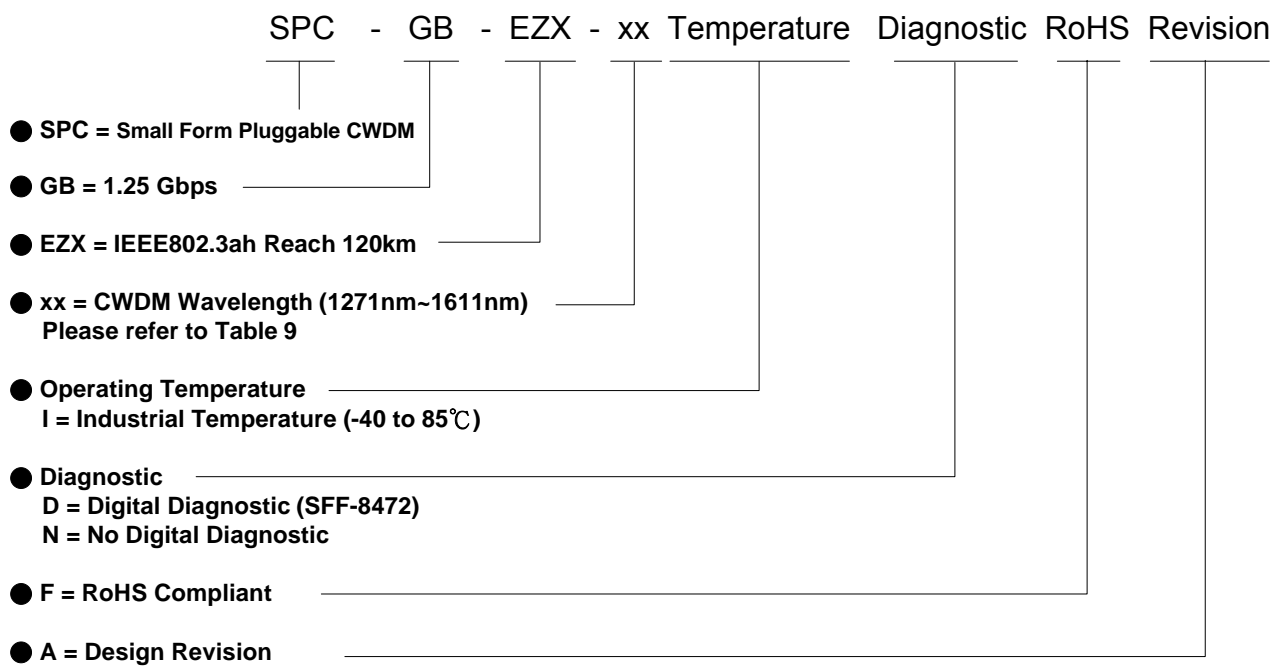 SPC - GB - EZX - xx Temperature Diagnostic RoHS Revision
● SPC = Small Form Pluggable CWDM
● GB = 1.25 Gbps
● EZX = IEEE802.3ah Reach 120km
● xx = CWDM Wavelength (1271nm~1611nm)
Please refer to Table 9
● Operating Temperature
I = Industrial Temperature (-40 to 85℃)
● Diagnostic
D = Digital Diagnostic (SFF-8472)
N = No Digital Diagnostic
● F = RoHS Compliant
● A = Design Revision